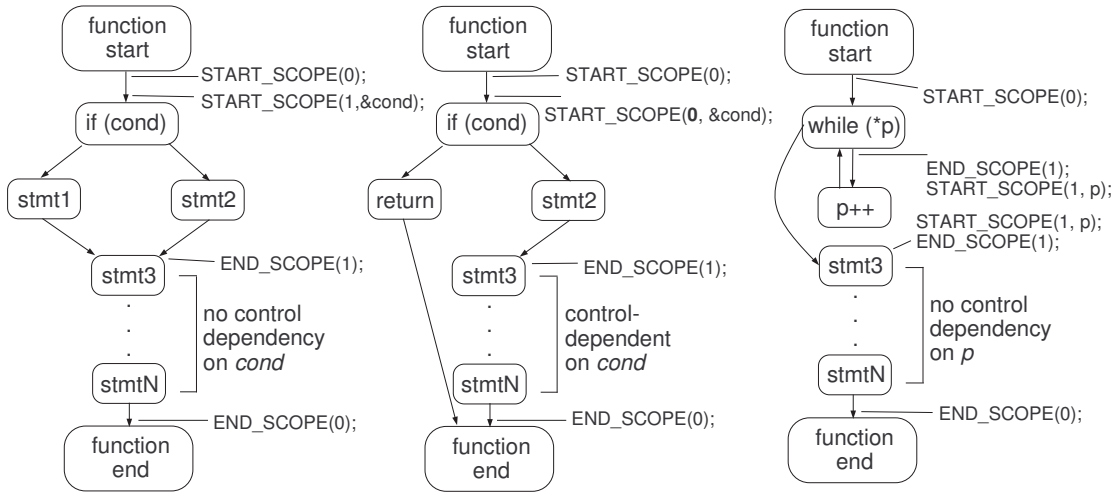 function
start
START_SCOPE(0);
START_SCOPE(1,&cond);
if (cond)
stmt1
stmt2
stmt3
END_SCOPE(1);
.
.
.
no control
dependency
on cond
stmtN
END_SCOPE(0);
function
end
function
start
START_SCOPE(0);
START_SCOPE(0, &cond);
if (cond)
return
stmt2
stmt3
END_SCOPE(1);
.
.
.
control-
dependent
on cond
stmtN
END_SCOPE(0);
function
end
function
start
START_SCOPE(0);
while (*p)
END_SCOPE(1);
START_SCOPE(1, p);
p++
START_SCOPE(1, p);
END_SCOPE(1);
stmt3
.
.
.
no control
dependency
on p
stmtN
END_SCOPE(0);
function
end